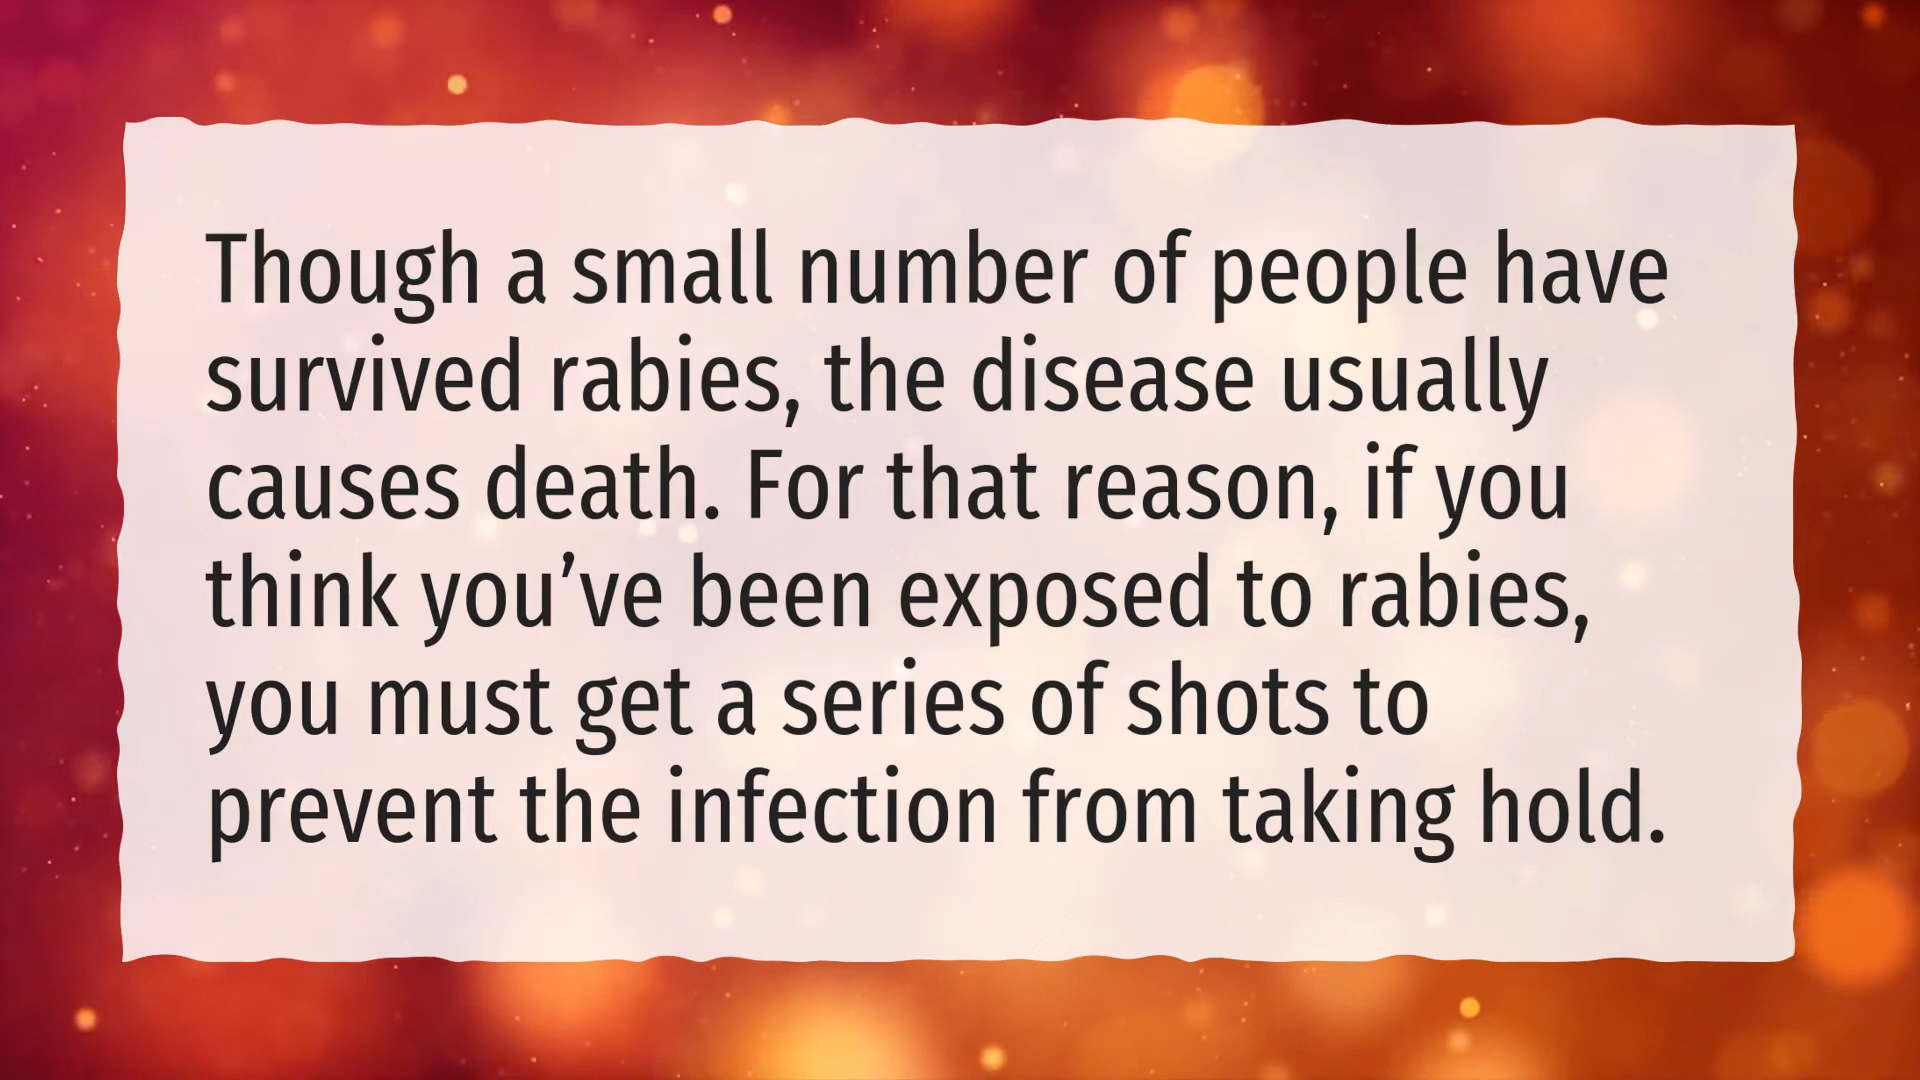 Though a small number of people have
survived rabies, the disease usually
causes death. For that reason, if you
think you’ve been exposed to rabies,
you must get a series of shots to
prevent the infection from taking hold.